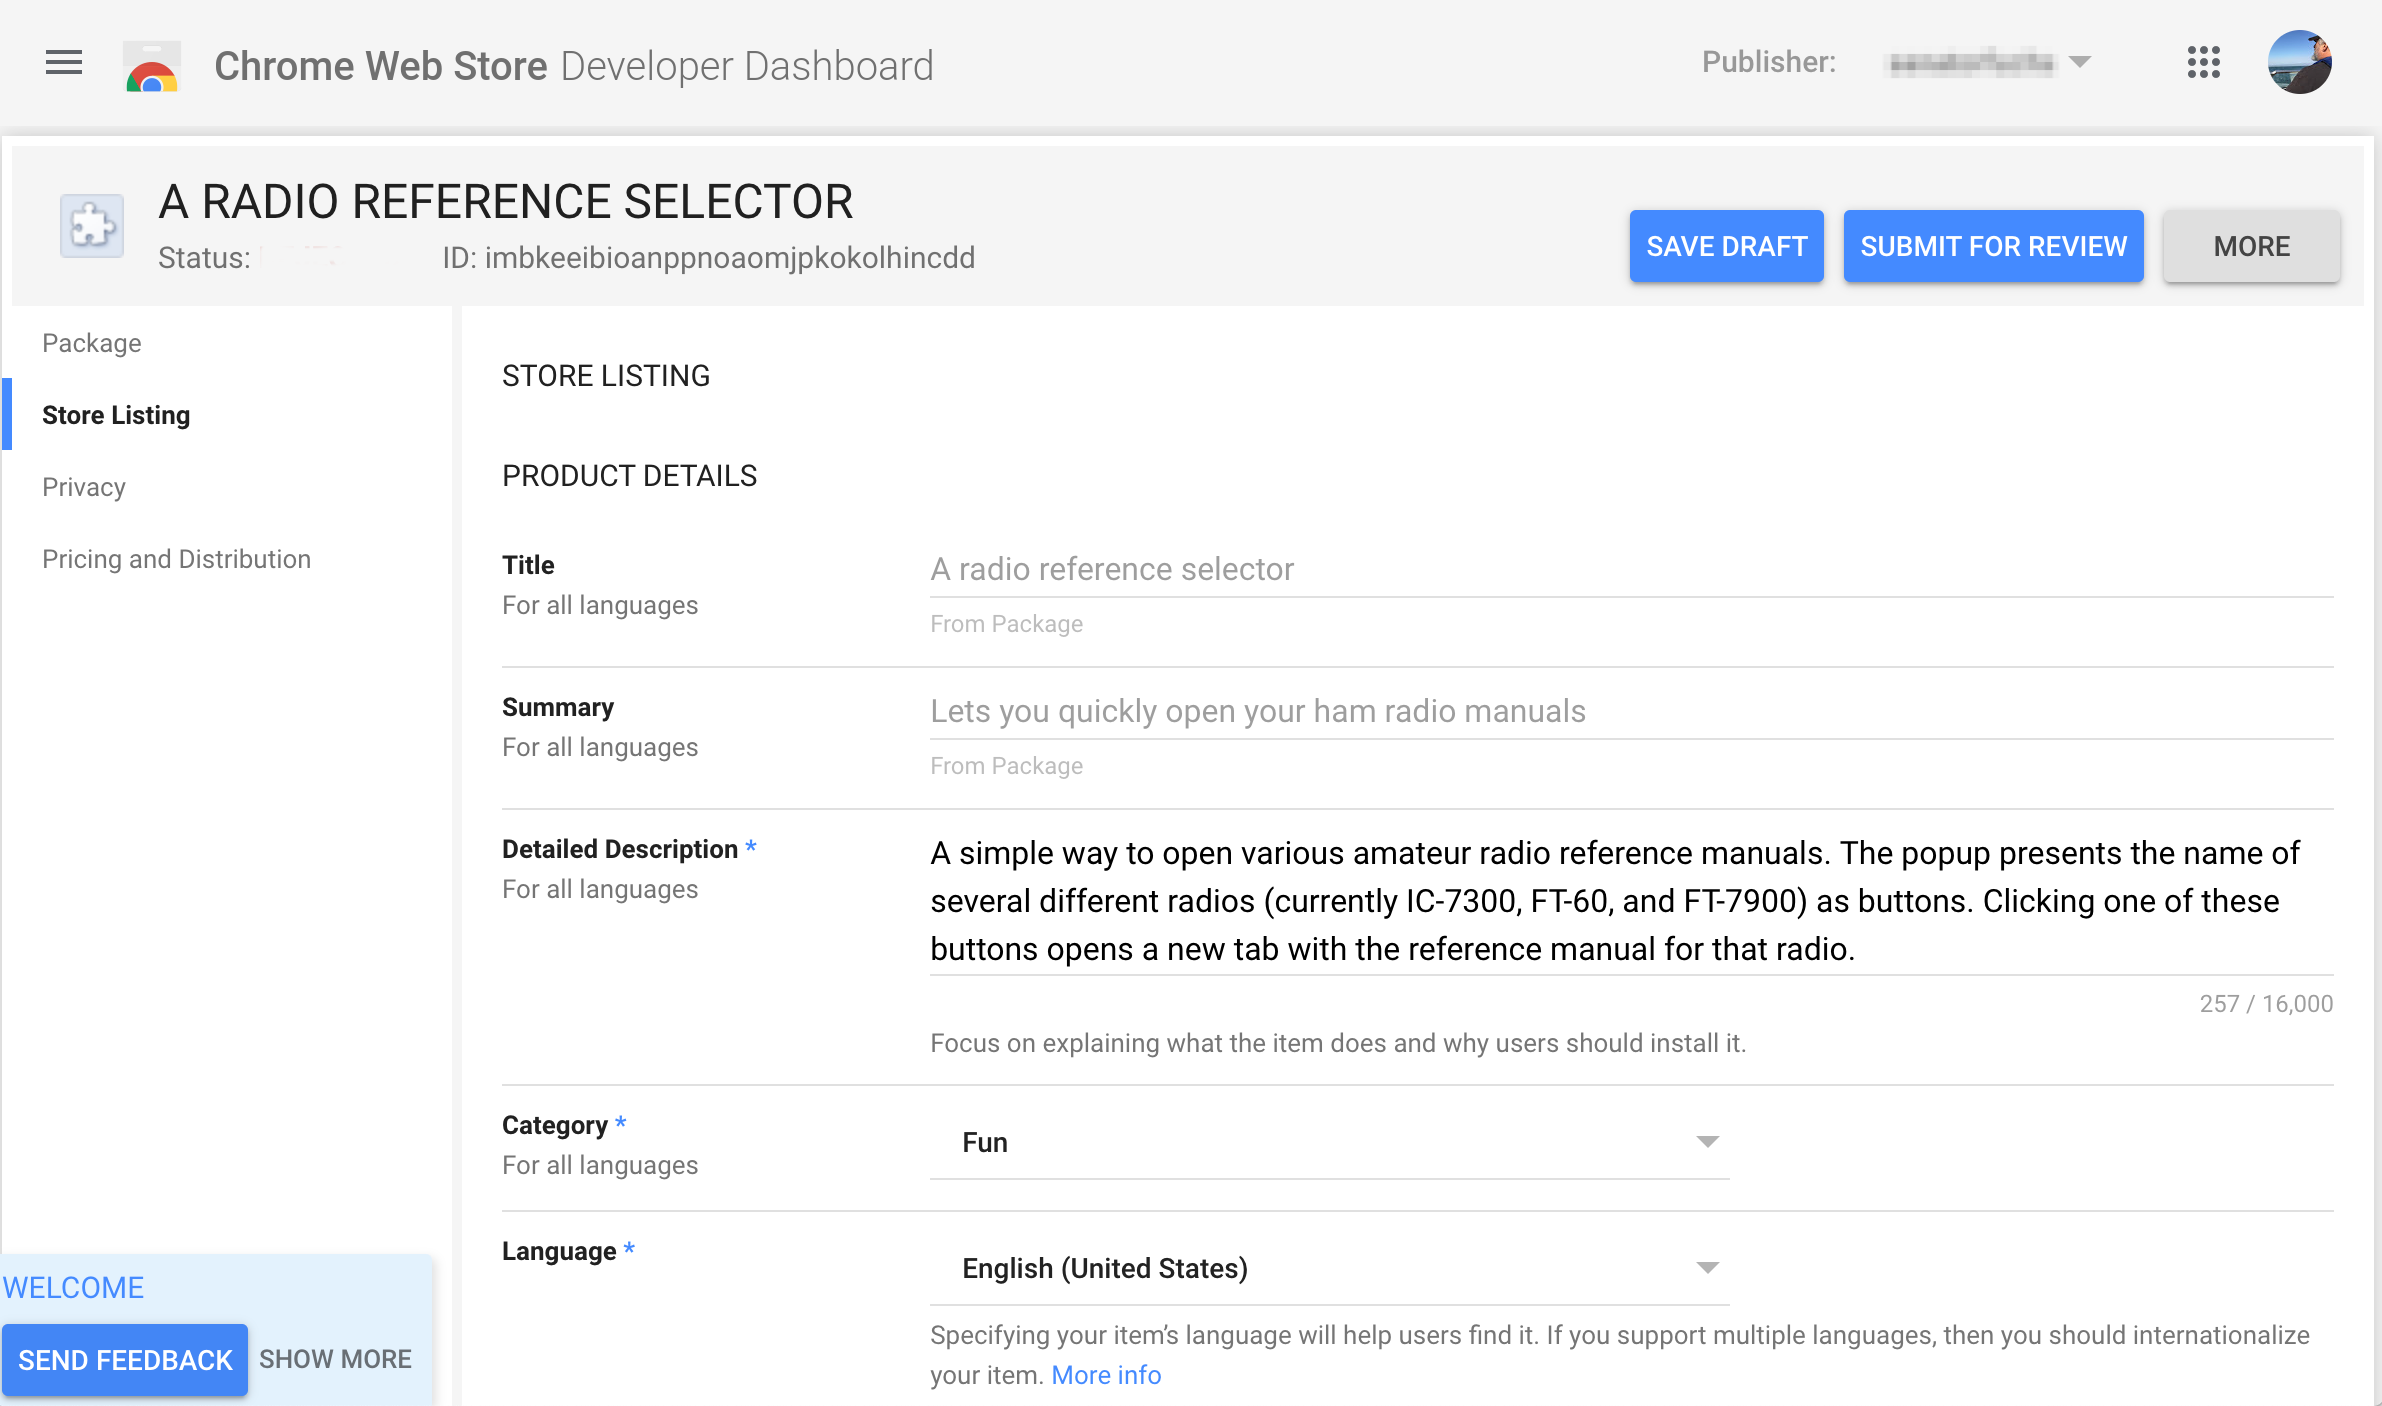 Chrome Web Store Developer Dashboard
Publisher:
A RADIO REFERENCE SELECTOR
Status:
ID: imbkeeibioanppnoaomjpkokolhincdd
SAVE DRAFT
SUBMIT FOR REVIEW
MORE
Package
Store Listing
Privacy
Pricing and Distribution
STORE LISTING
PRODUCT DETAILS
Title
For all languages
A radio reference selector
From Package
Summary
For all languages
Lets you quickly open your ham radio manuals
From Package
Detailed Description *
For all languages
A simple way to open various amateur radio reference manuals. The popup presents the name of
several different radios (currently IC-7300, FT-60, and FT-7900) as buttons. Clicking one of these
buttons opens a new tab with the reference manual for that radio.
257 / 16,000
Focus on explaining what the item does and why users should install it.
Category *
For all languages
Fun
Language *
English (United States)
Specifying your item’s language will help users find it. If you support multiple languages, then you should internationalize
your item. More info
WELCOME
SEND FEEDBACK
SHOW MORE